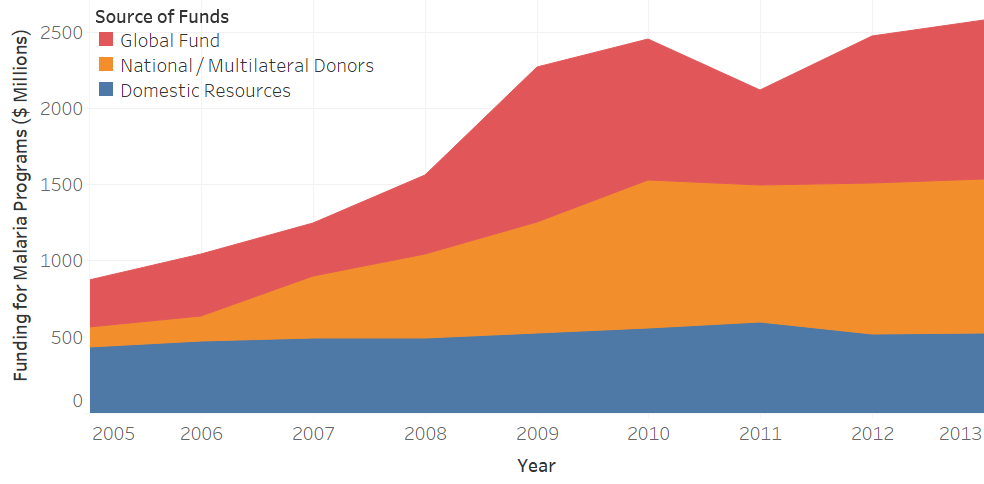 Source of Funds
Global Fund
National / Multilateral Donors
Domestic Resources
Funding for Malaria Programs ($ Millions)
2500
2000
1500
1000
500
0
2005 2006 2007 2008 2009 2010 2011 2012 2013
Year